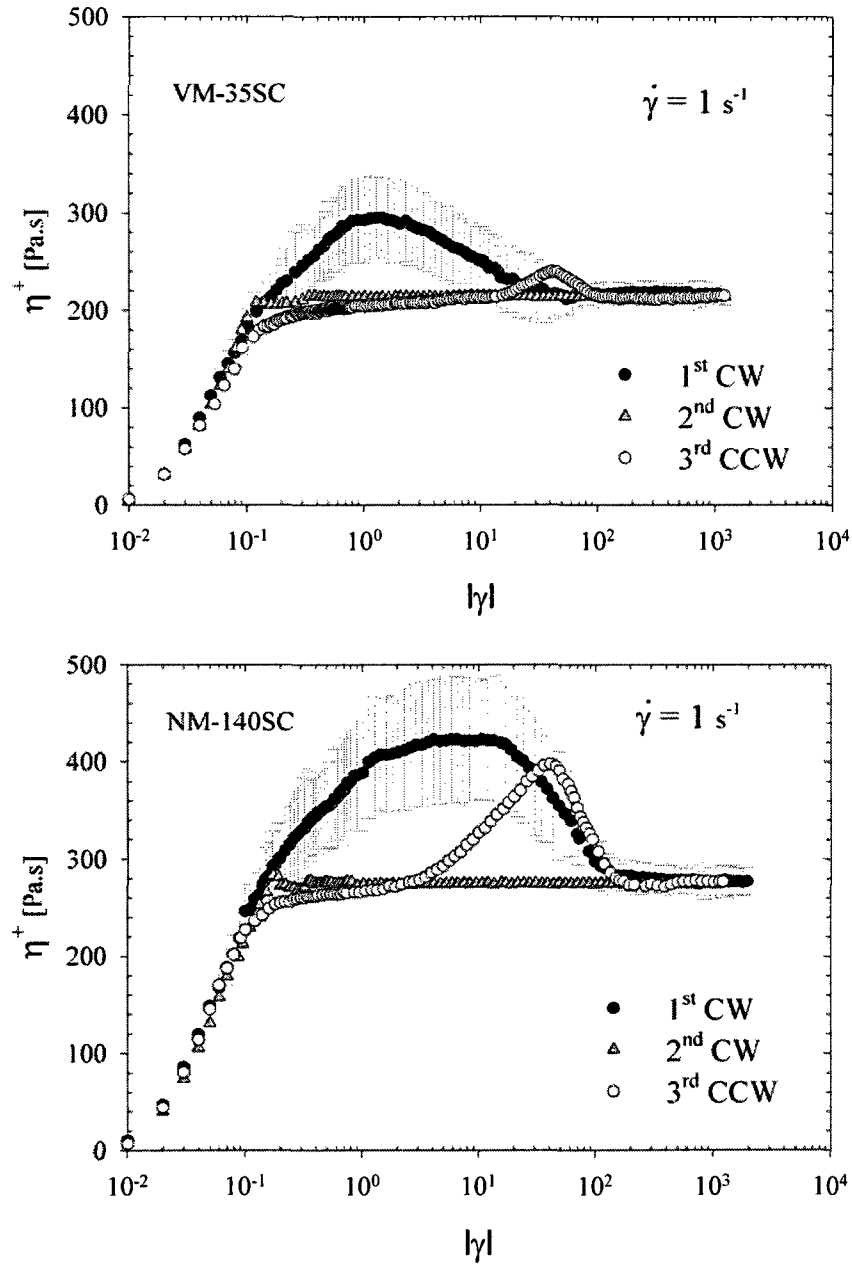 500
400
300
200
100
0
η⁺ [Pa.s]
VM-35SC
γ̇ = 1 s⁻¹
● 1ˢᵗ CW
△ 2ⁿᵈ CW
○ 3ʳᵈ CCW
10⁻² 10⁻¹ 10⁰ 10¹ 10² 10³ 10⁴
|γ|
500
400
300
200
100
0
η⁺ [Pa.s]
NM-140SC
γ̇ = 1 s⁻¹
● 1ˢᵗ CW
△ 2ⁿᵈ CW
○ 3ʳᵈ CCW
10⁻² 10⁻¹ 10⁰ 10¹ 10² 10³ 10⁴
|γ|